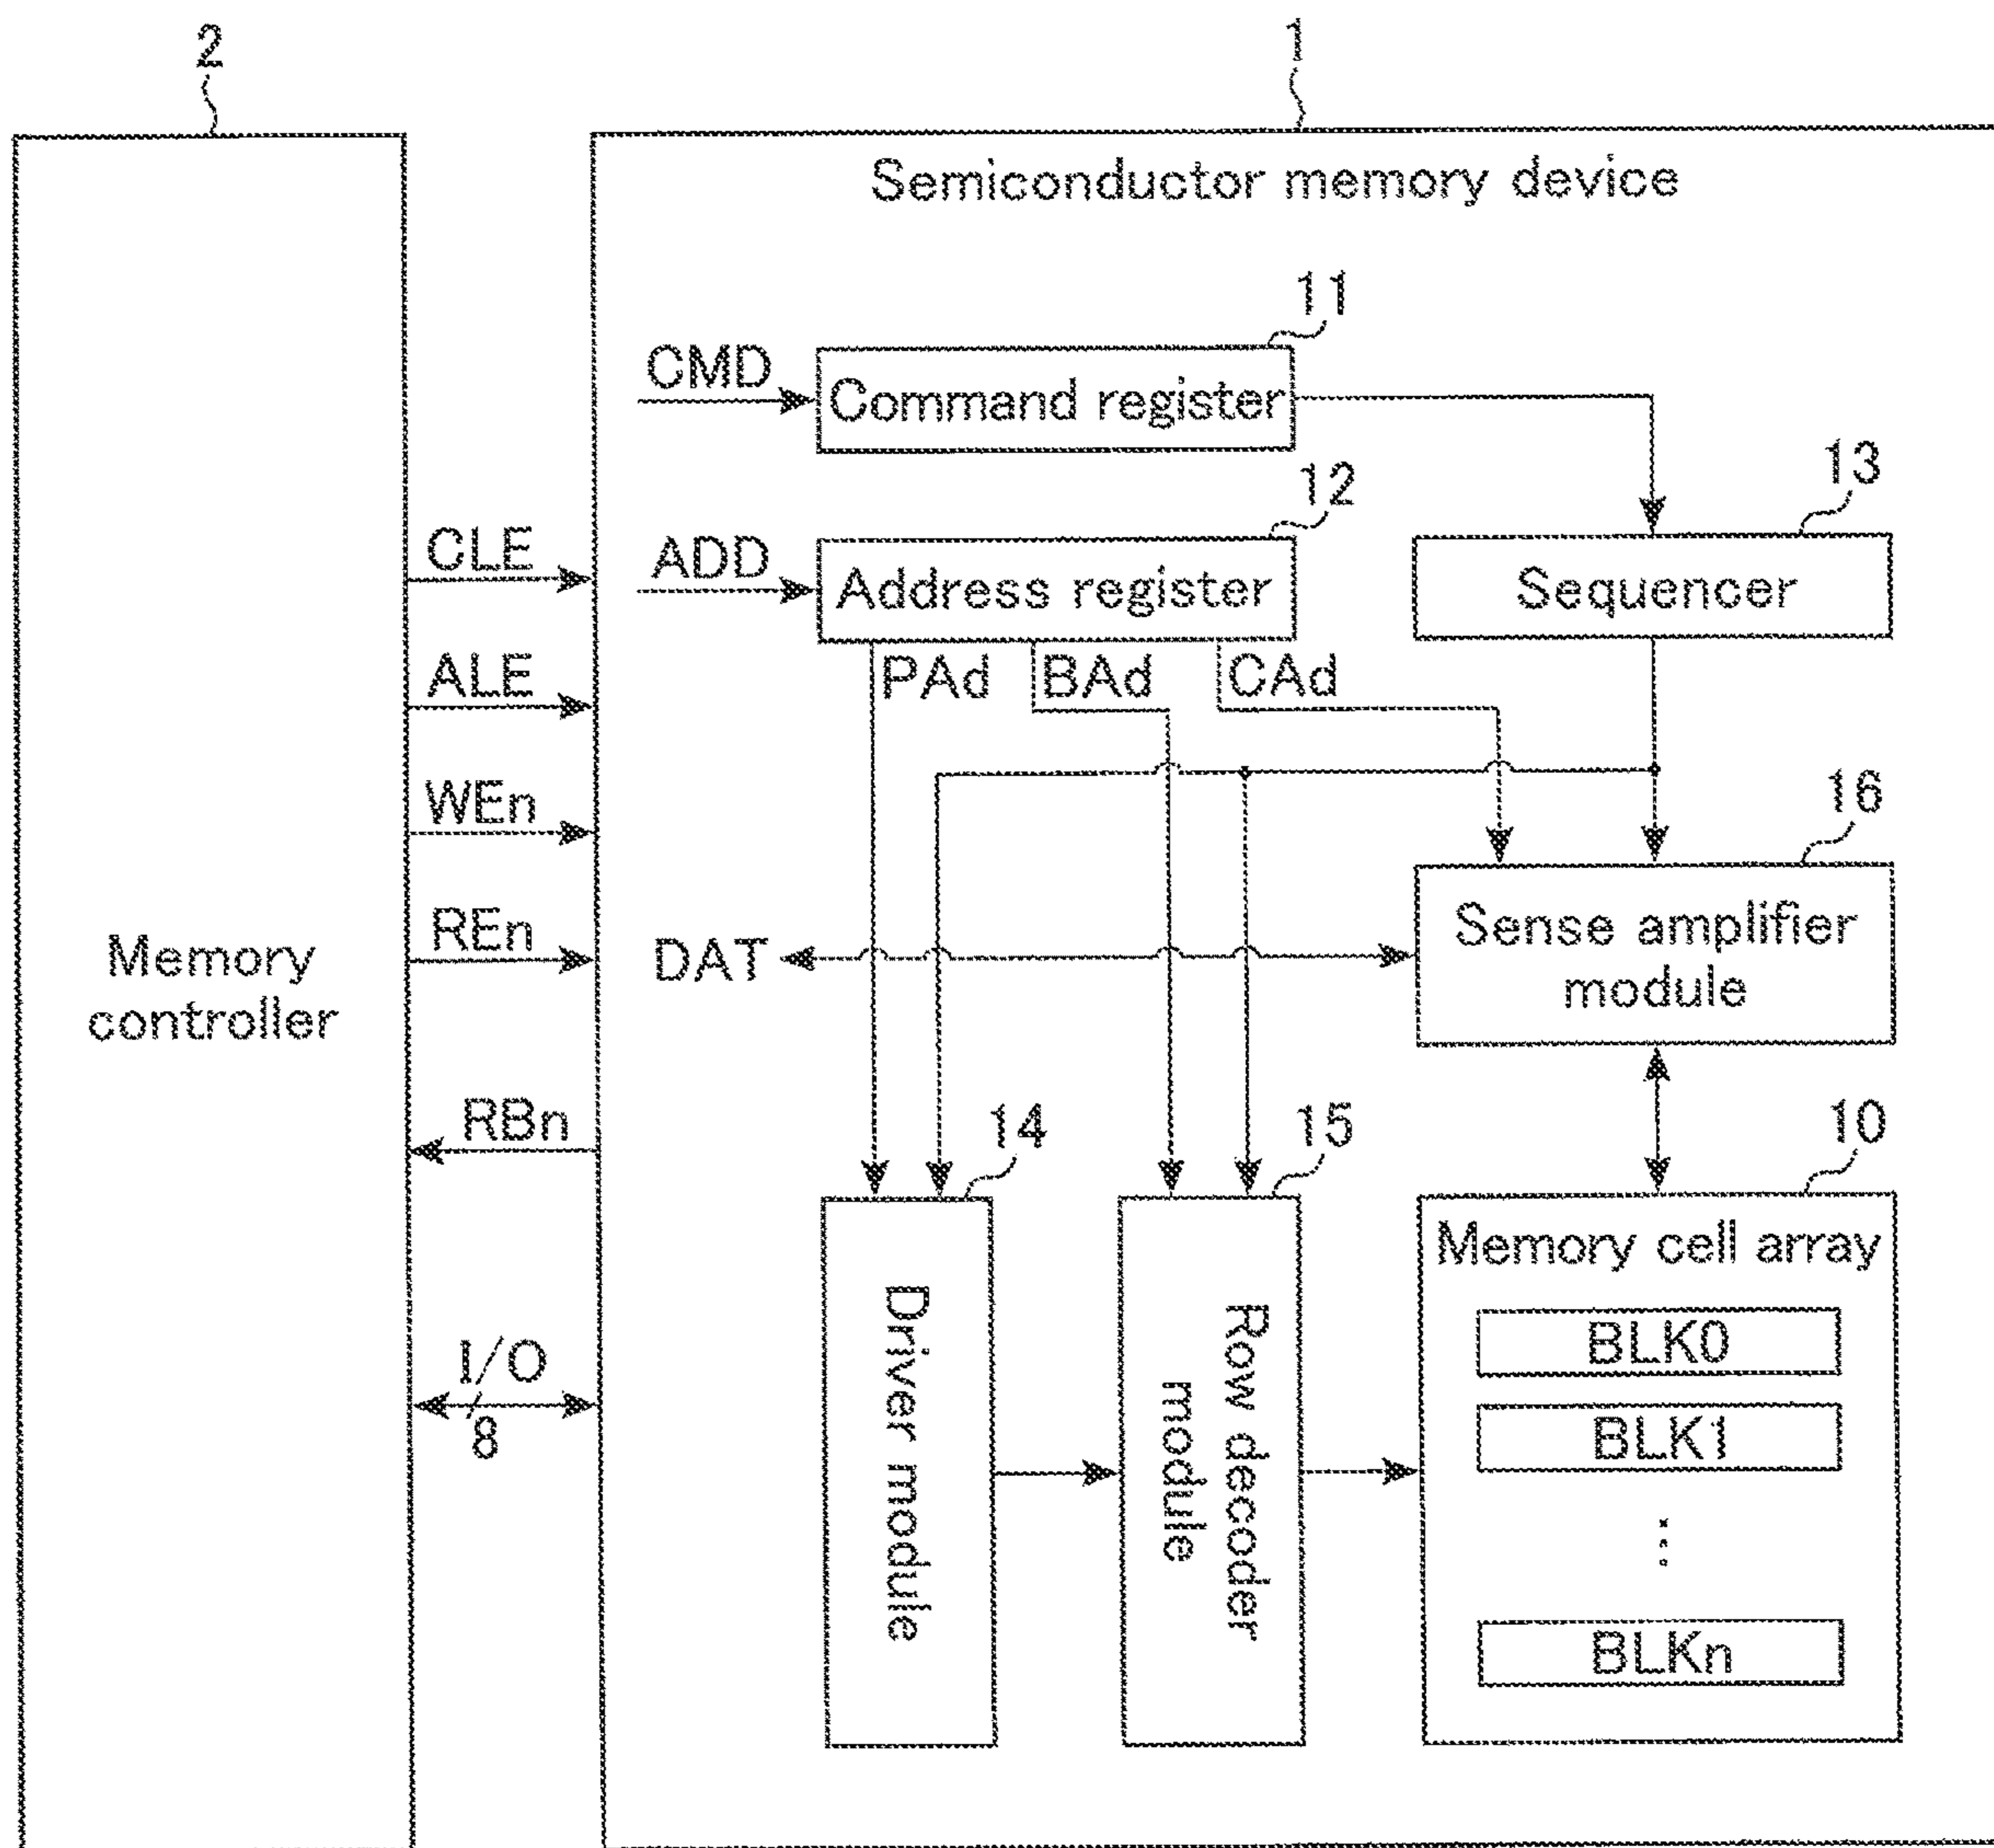 2
1
Semiconductor memory device
11
CMD
Command register
13
12
CLE
ADD
Address register
Sequencer
PAd
BAd
CAd
ALE
WEn
16
REn
DAT
Sense amplifier
module
Memory
controller
RBn
14
15
10
Memory cell array
Driver module
Row decoder
module
BLK0
I/O
8
BLK1
⋮
BLKn